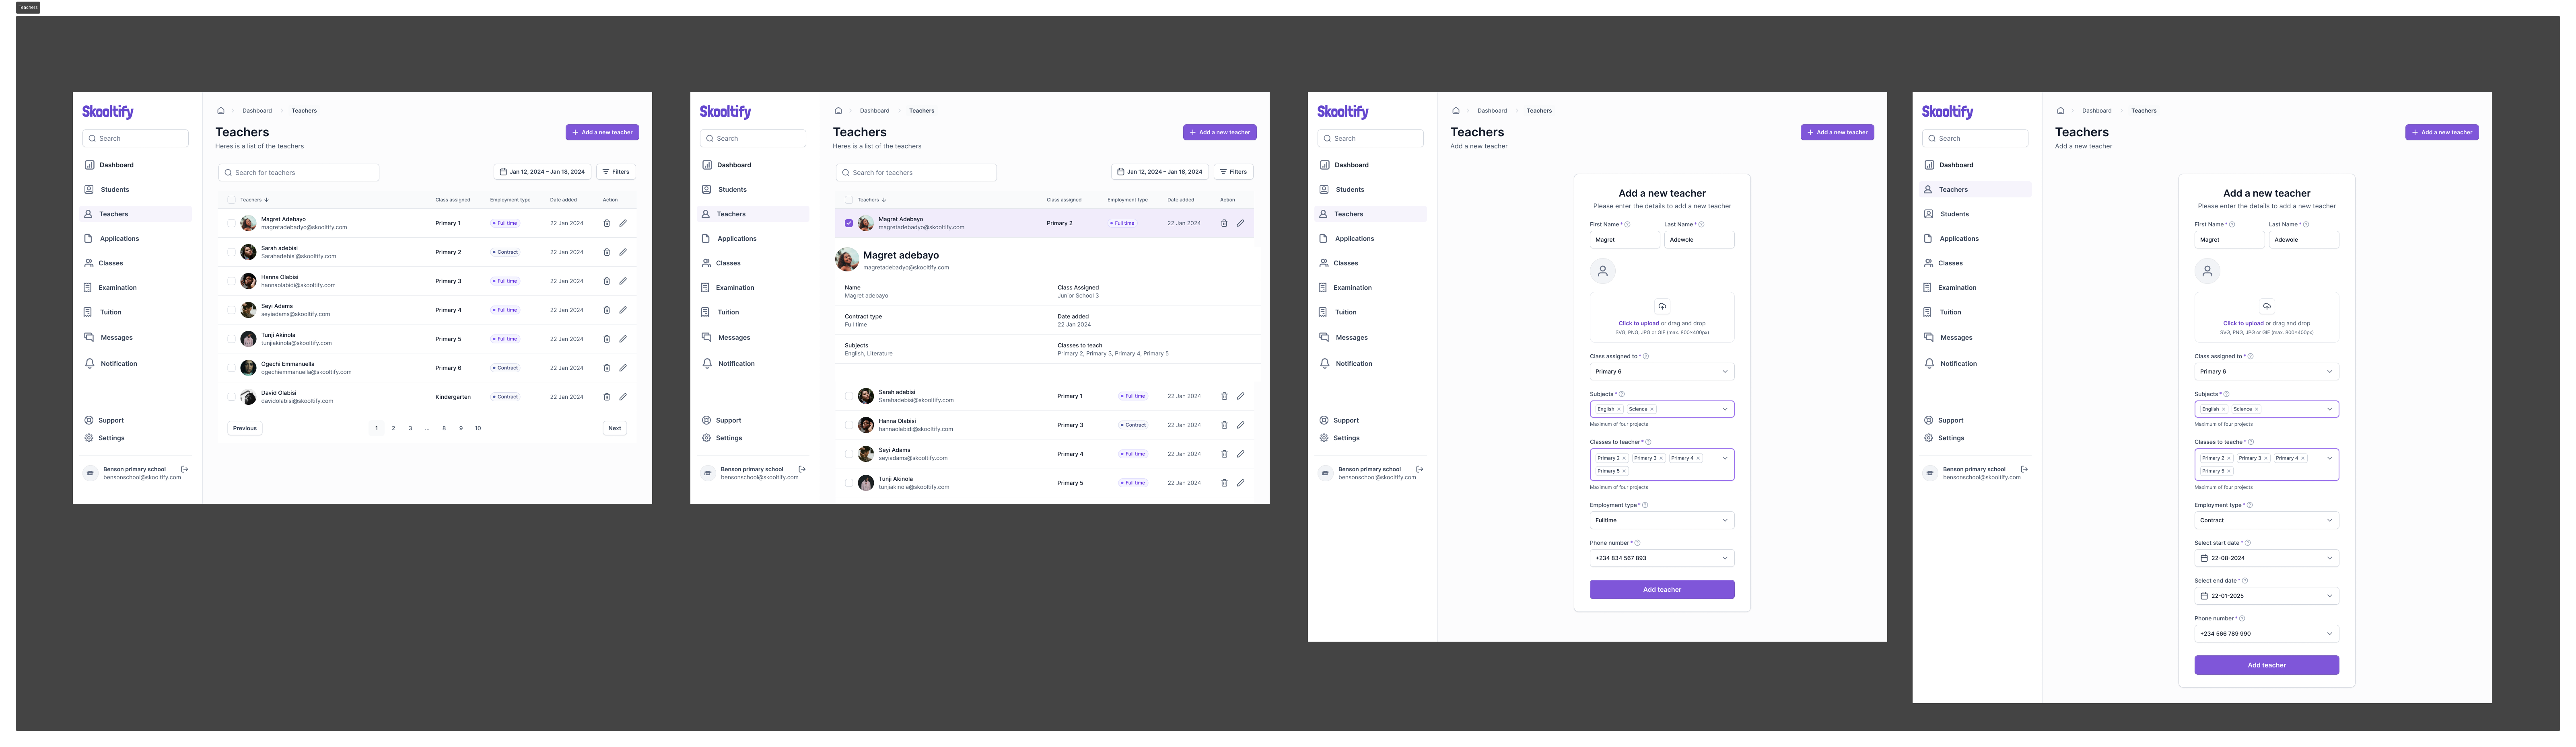 Teachers
Skooltify
Search
Dashboard
Students
Teachers
Applications
Classes
Examination
Tuition
Messages
Notification
Support
Settings
Benson primary school
bensonschool@skooltify.com
Dashboard Teachers
Teachers
Heres is a list of the teachers
+ Add a new teacher
Search for teachers
Jan 12, 2024 – Jan 18, 2024
Filters
Teachers Class assigned Employment type Date added Action
Magret Adebayo
magretadebadyo@skooltify.com
Primary 1 Full time 22 Jan 2024
Sarah adebisi
Sarahadebisi@skooltify.com
Primary 2 Contract 22 Jan 2024
Hanna Olabisi
hannaolabidi@skooltify.com
Primary 3 Full time 22 Jan 2024
Seyi Adams
seyiadams@skooltify.com
Primary 4 Full time 22 Jan 2024
Tunji Akinola
tunjiakinola@skooltify.com
Primary 5 Full time 22 Jan 2024
Ogechi Emmanuella
ogechiemmanuella@skooltify.com
Primary 6 Contract 22 Jan 2024
David Olabisi
davidolabisi@skooltify.com
Kindergarten Contract 22 Jan 2024
Previous 1 2 3 ... 8 9 10 Next
Skooltify
Search
Dashboard
Students
Teachers
Applications
Classes
Examination
Tuition
Messages
Notification
Support
Settings
Benson primary school
bensonschool@skooltify.com
Dashboard Teachers
Teachers
Heres is a list of the teachers
+ Add a new teacher
Search for teachers
Jan 12, 2024 – Jan 18, 2024
Filters
Teachers Class assigned Employment type Date added Action
Magret Adebayo
magretadebadyo@skooltify.com
Primary 2 Full time 22 Jan 2024
Magret adebayo
magretadebadyo@skooltify.com
Name Class Assigned
Magret adebayo Junior School 3
Contract type Date added
Full time 22 Jan 2024
Subjects Classes to teach
English, Literature Primary 2, Primary 3, Primary 4, Primary 5
Sarah adebisi
Sarahadebisi@skooltify.com
Primary 1 Full time 22 Jan 2024
Hanna Olabisi
hannaolabidi@skooltify.com
Primary 3 Contract 22 Jan 2024
Seyi Adams
seyiadams@skooltify.com
Primary 4 Full time 22 Jan 2024
Tunji Akinola
tunjiakinola@skooltify.com
Primary 5 Full time 22 Jan 2024
Skooltify
Search
Dashboard
Students
Teachers
Applications
Classes
Examination
Tuition
Messages
Notification
Support
Settings
Benson primary school
bensonschool@skooltify.com
Dashboard Teachers
Teachers
Add a new teacher
+ Add a new teacher
Add a new teacher
Please enter the details to add a new teacher
First Name * Last Name *
Magret Adewole
Click to upload or drag and drop
SVG, PNG, JPG or GIF (max. 800×400px)
Class assigned to *
Primary 6
Subjects *
English Science
Maximum of four projects
Classes to teacher *
Primary 2 Primary 3 Primary 4
Primary 5
Maximum of four projects
Employment type *
Fulltime
Phone number *
+234 834 567 893
Add teacher
Skooltify
Search
Dashboard
Teachers
Students
Applications
Classes
Examination
Tuition
Messages
Notification
Support
Settings
Benson primary school
bensonschool@skooltify.com
Dashboard Teachers
Teachers
Add a new teacher
+ Add a new teacher
Add a new teacher
Please enter the details to add a new teacher
First Name * Last Name *
Magret Adewole
Click to upload or drag and drop
SVG, PNG, JPG or GIF (max. 800×400px)
Class assigned to *
Primary 6
Subjects *
English Science
Maximum of four projects
Classes to teache *
Primary 2 Primary 3 Primary 4
Primary 5
Maximum of four projects
Employment type *
Contract
Select start date *
22-08-2024
Select end date *
22-01-2025
Phone number *
+234 566 789 990
Add teacher